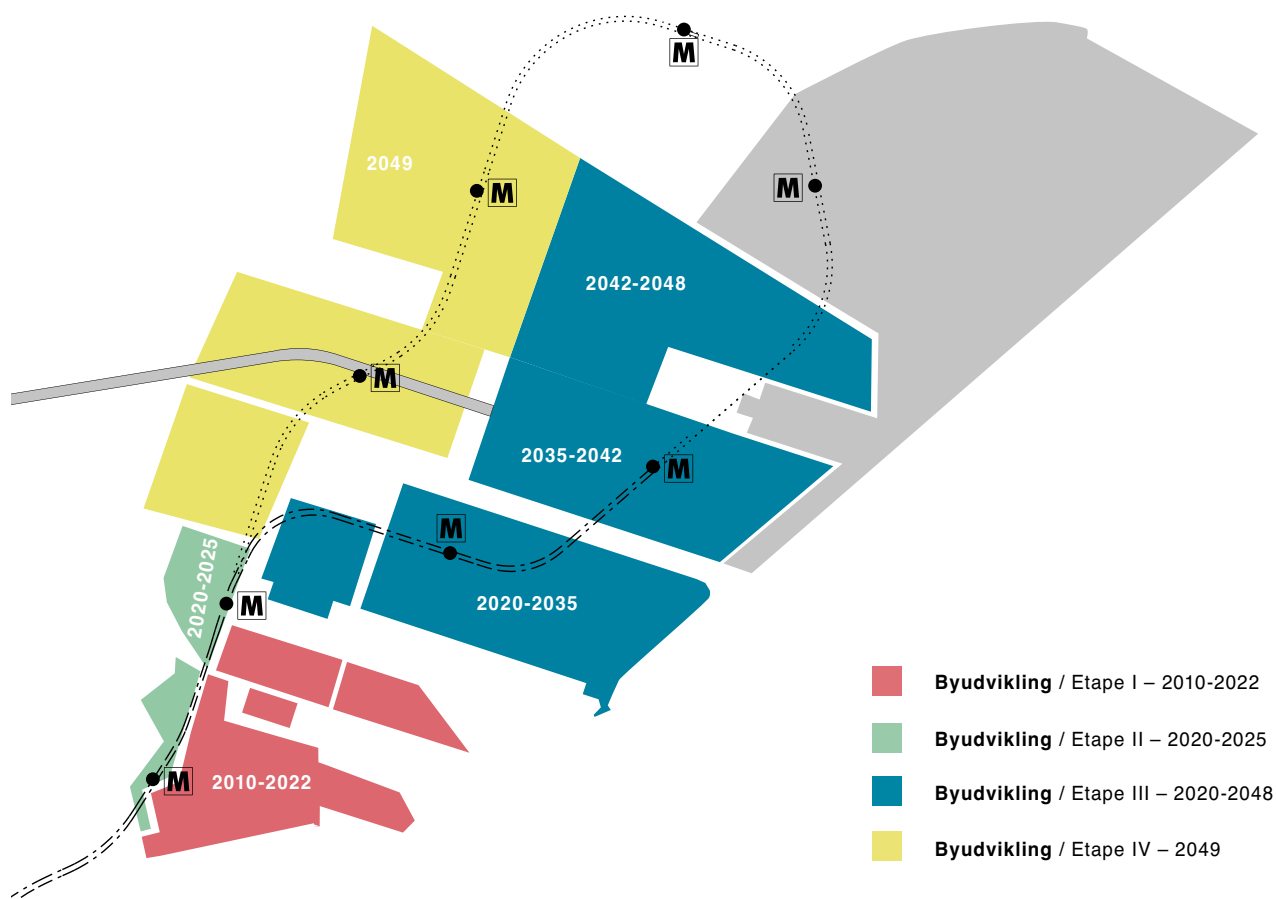 M
2049
M
M
2042-2048
M
2035-2042
M
M
2020-2025
2020-2035
M
2010-2022
M
Byudvikling / Etape I – 2010-2022
Byudvikling / Etape II – 2020-2025
Byudvikling / Etape III – 2020-2048
Byudvikling / Etape IV – 2049